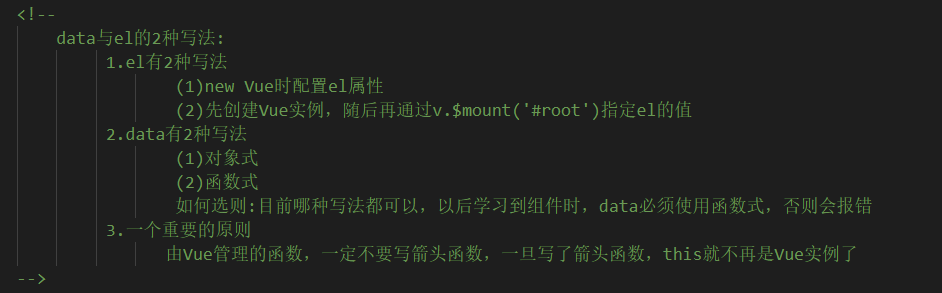 <!--
data与el的2种写法:
1.el有2种写法
(1)new Vue时配置el属性
(2)先创建Vue实例，随后再通过v.$mount('#root')指定el的值
2.data有2种写法
(1)对象式
(2)函数式
如何选则:目前哪种写法都可以，以后学习到组件时，data必须使用函数式，否则会报错
3.一个重要的原则
由Vue管理的函数，一定不要写箭头函数，一旦写了箭头函数，this就不再是Vue实例了
-->